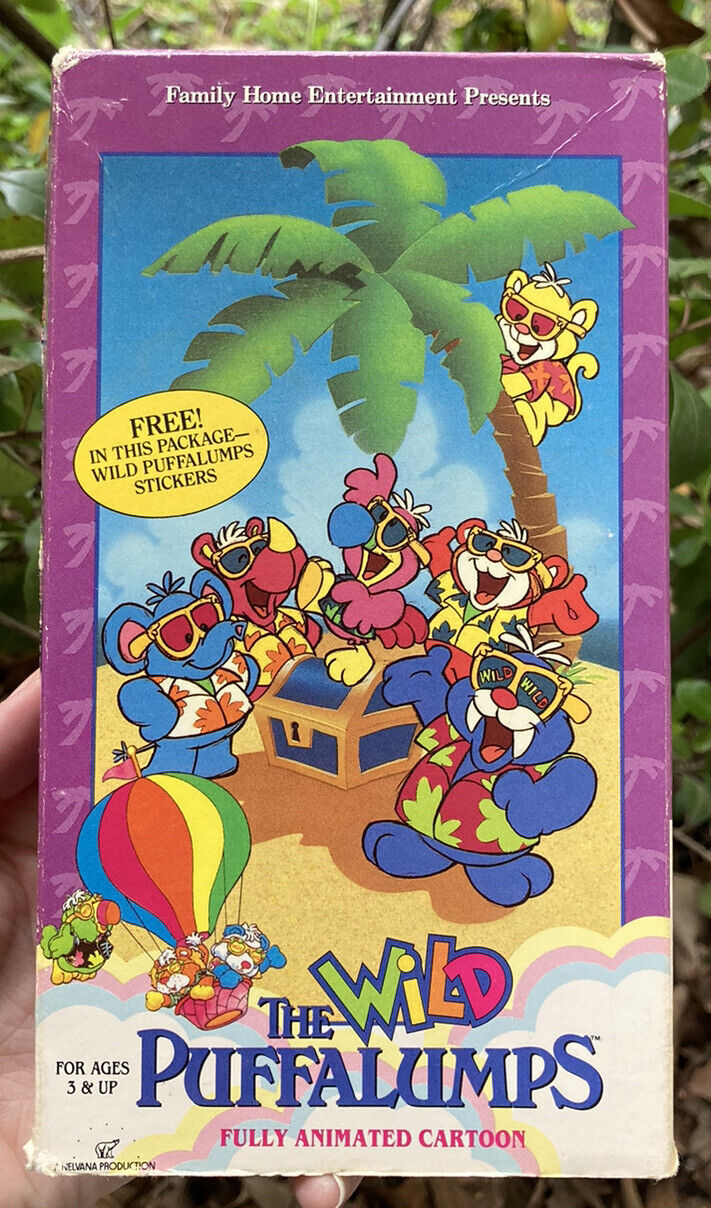 Family Home Entertainment Presents
FREE!
IN THIS PACKAGE—
WILD PUFFALUMPS
STICKERS
WILD WILD
THE WiLD
PUFFALUMPS™
FOR AGES
3 & UP
FULLY ANIMATED CARTOON
A NELVANA PRODUCTION